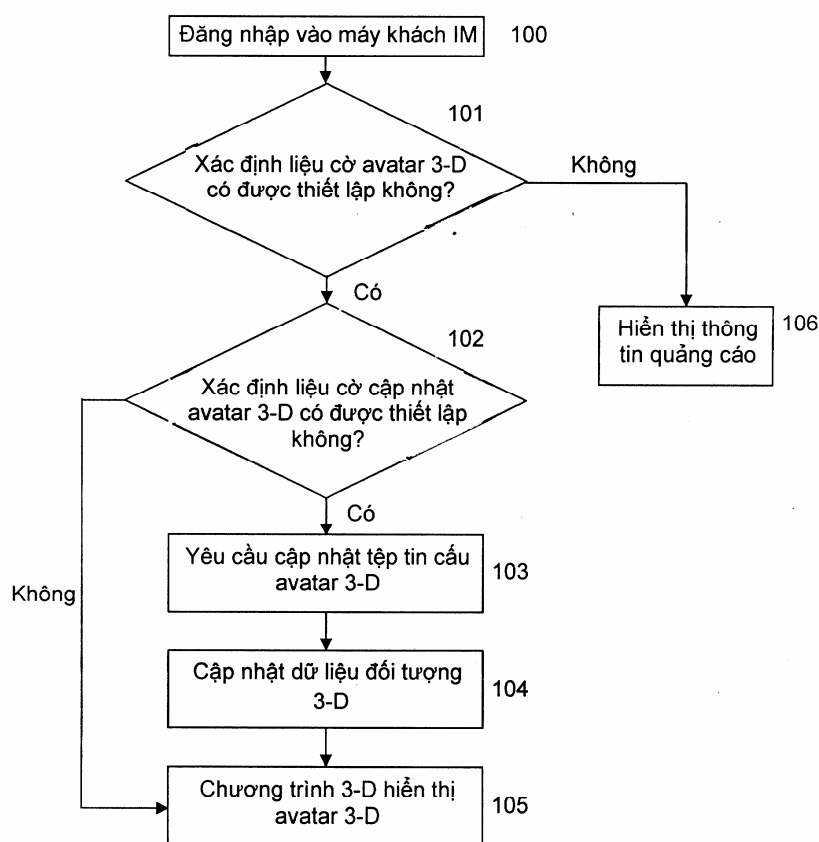 Đăng nhập vào máy khách IM
100
101
Xác định liệu cờ avatar 3-D
có được thiết lập không?
Không
Có
Hiển thị thông
tin quảng cáo
106
102
Xác định liệu cờ cập nhật
avatar 3-D có được thiết lập
không?
Có
Yêu cầu cập nhật tệp tin cấu
avatar 3-D
103
Không
Cập nhật dữ liệu đối tượng
3-D
104
Chương trình 3-D hiển thị
avatar 3-D
105